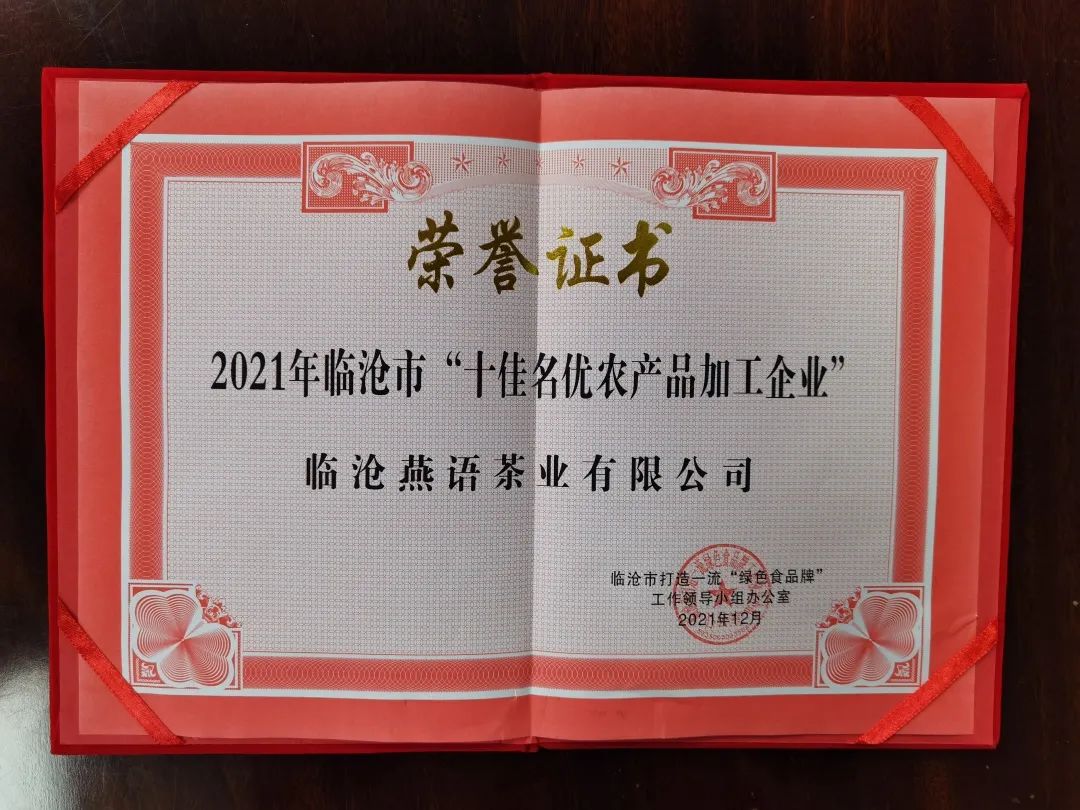 荣誉证书
2021年临沧市“十佳名优农产品加工企业”
临沧燕语茶业有限公司
临沧市打造一流“绿色食品牌”
工作领导小组办公室
2021年12月